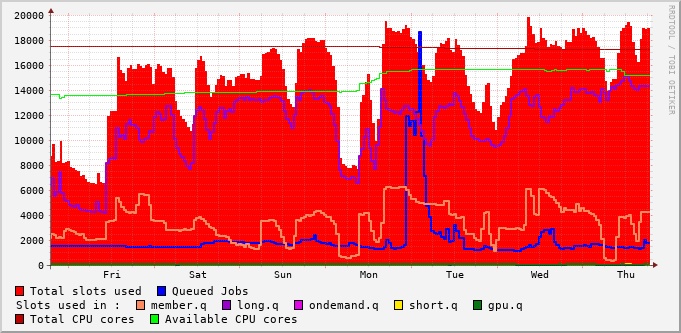 RRDTOOL / TOBI OETIKER
20000
18000
16000
14000
12000
10000
8000
6000
4000
2000
0
Fri Sat Sun Mon Tue Wed Thu
Total slots used Queued Jobs
Slots used in : member.q long.q ondemand.q short.q gpu.q
Total CPU cores Available CPU cores